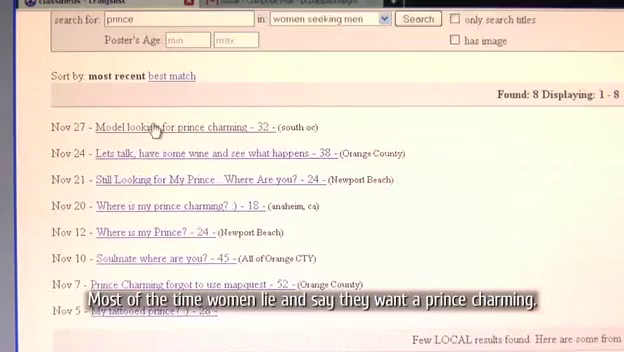 classifieds - craigslist
search for: prince in: women seeking men Search only search titles
Poster's Age: min max has image
Sort by: most recent best match
Found: 8 Displaying: 1 - 8
Nov 27 - Model looking for prince charming - 32 - (south oc)
Nov 24 - Lets talk, have some wine and see what happens - 38 - (Orange County)
Nov 21 - Still Looking for My Prince...Where Are you? - 24 - (Newport Beach)
Nov 20 - Where is my prince charming? :) - 18 - (anaheim, ca)
Nov 12 - Where is my Prince? - 24 - (Newport Beach)
Nov 10 - Soulmate where are you? - 45 - (All of Orange CTY)
Nov 7 - Prince Charming forgot to use mapquest - 52 - (Orange County)
Most of the time women lie and say they want a prince charming.
Nov 5 - My tattooed prince? :) - 28 -
Few LOCAL results found. Here are some from